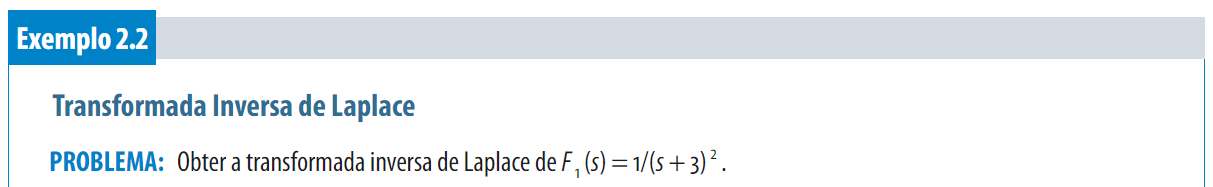 Exemplo 2.2
Transformada Inversa de Laplace
PROBLEMA: Obter a transformada inversa de Laplace de F₁(s) = 1/(s + 3)².